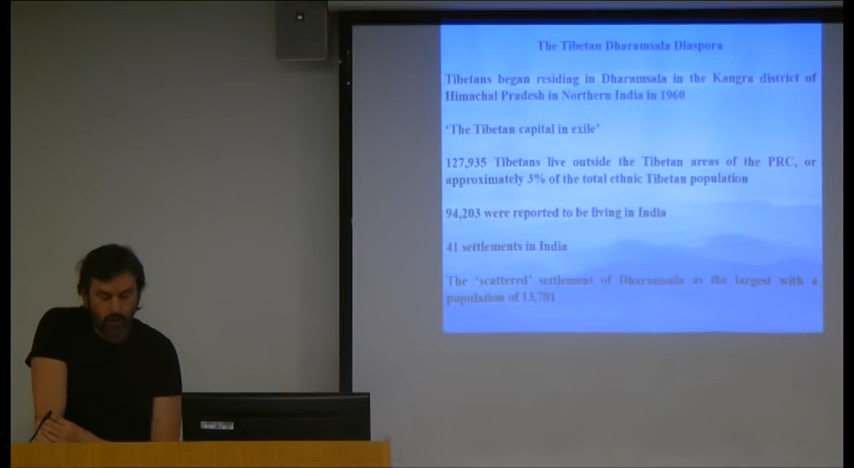 The Tibetan Dharamsala Diaspora
Tibetans began residing in Dharamsala in the Kangra district of
Himachal Pradesh in Northern India in 1960
‘The Tibetan capital in exile’
127,935 Tibetans live outside the Tibetan areas of the PRC, or
approximately 3% of the total ethnic Tibetan population
94,203 were reported to be living in India
41 settlements in India
The ‘scattered’ settlement of Dharamsala as the largest with a
population of 13,701